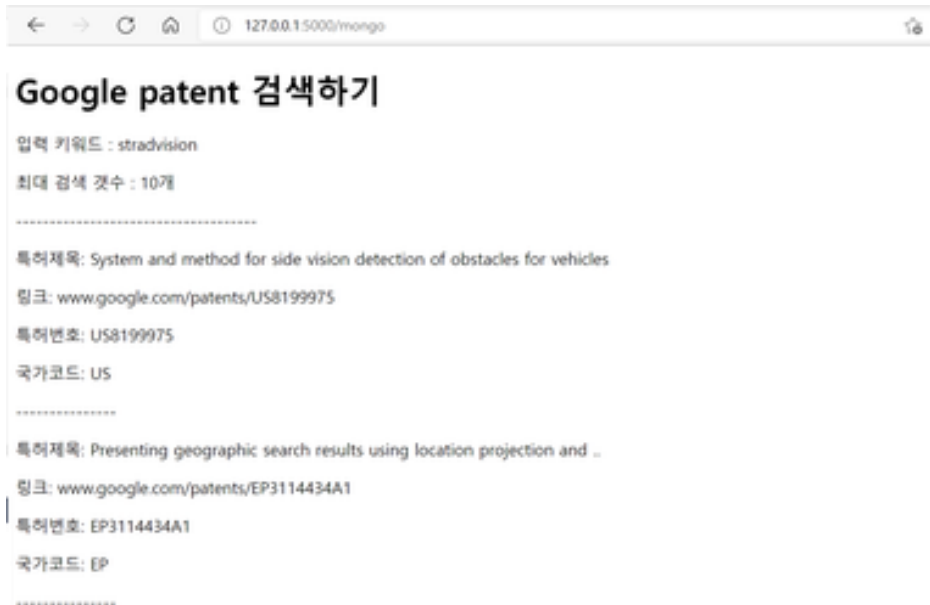 127.0.0.1:5000/mongo
Google patent 검색하기
입력 키워드 : stradvision
최대 검색 갯수 : 10개
-------------------------------------
특허제목: System and method for side vision detection of obstacles for vehicles
링크: www.google.com/patents/US8199975
특허번호: US8199975
국가코드: US
---------------
특허제목: Presenting geographic search results using location projection and ..
링크: www.google.com/patents/EP3114434A1
특허번호: EP3114434A1
국가코드: EP
---------------